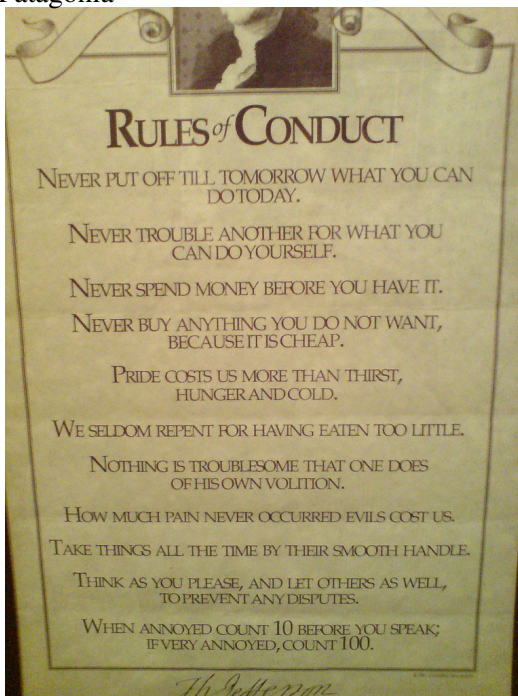 Patagonia
RULES of CONDUCT
NEVER PUT OFF TILL TOMORROW WHAT YOU CAN
DO TODAY.
NEVER TROUBLE ANOTHER FOR WHAT YOU
CAN DO YOURSELF.
NEVER SPEND MONEY BEFORE YOU HAVE IT.
NEVER BUY ANYTHING YOU DO NOT WANT,
BECAUSE IT IS CHEAP.
PRIDE COSTS US MORE THAN THIRST,
HUNGER AND COLD.
WE SELDOM REPENT FOR HAVING EATEN TOO LITTLE.
NOTHING IS TROUBLESOME THAT ONE DOES
OF HIS OWN VOLITION.
HOW MUCH PAIN NEVER OCCURRED EVILS COST US.
TAKE THINGS ALL THE TIME BY THEIR SMOOTH HANDLE.
THINK AS YOU PLEASE, AND LET OTHERS AS WELL,
TO PREVENT ANY DISPUTES.
WHEN ANNOYED COUNT 10 BEFORE YOU SPEAK;
IF VERY ANNOYED, COUNT 100.
Th Jefferson